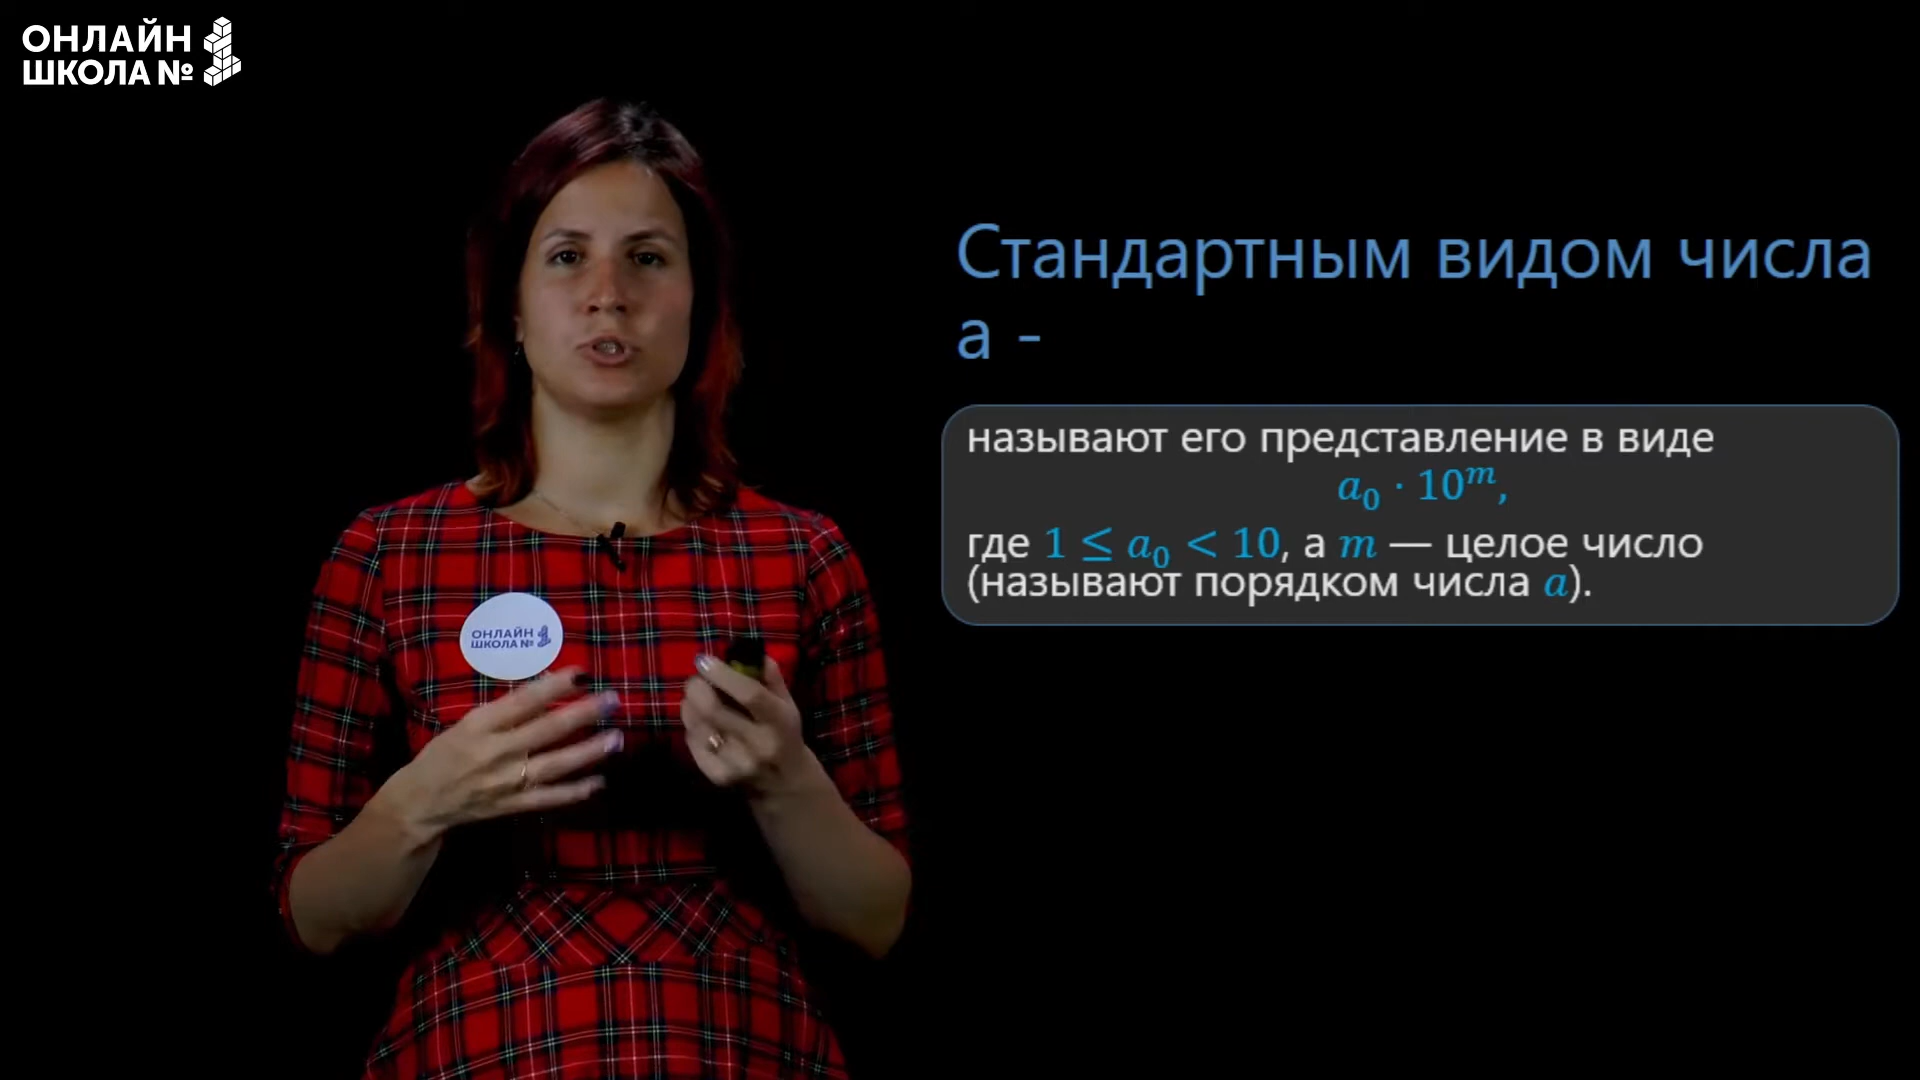 ОНЛАЙН
ШКОЛА №
Стандартным видом числа
а -
называют его представление в виде
a₀ · 10ᵐ,
где 1 ≤ a₀ < 10, а m — целое число
(называют порядком числа a).
ОНЛАЙН
ШКОЛА №